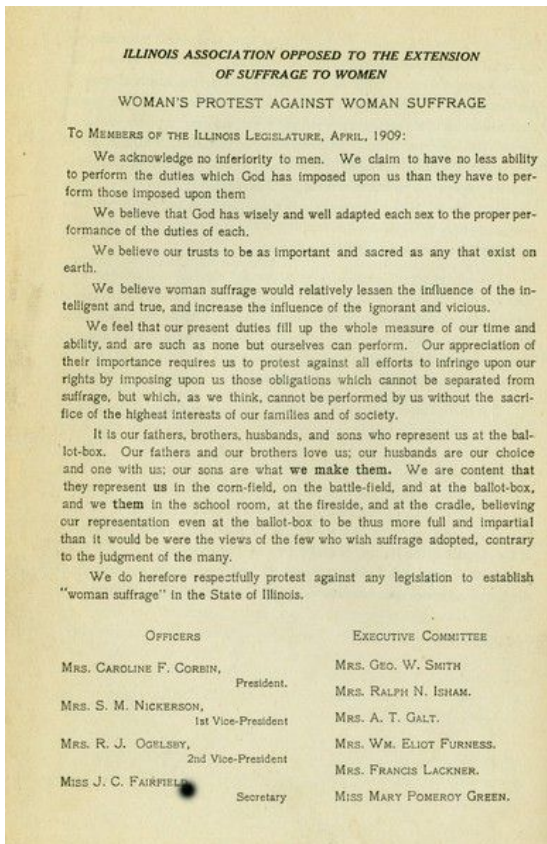 ILLINOIS ASSOCIATION OPPOSED TO THE EXTENSION
OF SUFFRAGE TO WOMEN
WOMAN'S PROTEST AGAINST WOMAN SUFFRAGE
To Members of the Illinois Legislature, April, 1909:
We acknowledge no inferiority to men. We claim to have no less ability
to perform the duties which God has imposed upon us than they have to per-
form those imposed upon them
We believe that God has wisely and well adapted each sex to the proper per-
formance of the duties of each.
We believe our trusts to be as important and sacred as any that exist on
earth.
We believe woman suffrage would relatively lessen the influence of the in-
telligent and true, and increase the influence of the ignorant and vicious.
We feel that our present duties fill up the whole measure of our time and
ability, and are such as none but ourselves can perform. Our appreciation of
their importance requires us to protest against all efforts to infringe upon our
rights by imposing upon us those obligations which cannot be separated from
suffrage, but which, as we think, cannot be performed by us without the sacri-
fice of the highest interests of our families and of society.
It is our fathers, brothers, husbands, and sons who represent us at the bal-
lot-box. Our fathers and our brothers love us; our husbands are our choice
and one with us; our sons are what we make them. We are content that
they represent us in the corn-field, on the battle-field, and at the ballot-box,
and we them in the school room, at the fireside, and at the cradle, believing
our representation even at the ballot-box to be thus more full and impartial
than it would be were the views of the few who wish suffrage adopted, contrary
to the judgment of the many.
We do herefore respectfully protest against any legislation to establish
"woman suffrage" in the State of Illinois.
Officers
Mrs. Caroline F. Corbin,
President.
Mrs. S. M. Nickerson,
1st Vice-President
Mrs. R. J. Ogelsby,
2nd Vice-President
Miss J. C. Fairfield
Secretary
Executive Committee
Mrs. Geo. W. Smith
Mrs. Ralph N. Isham.
Mrs. A. T. Galt.
Mrs. Wm. Eliot Furness.
Mrs. Francis Lackner.
Miss Mary Pomeroy Green.